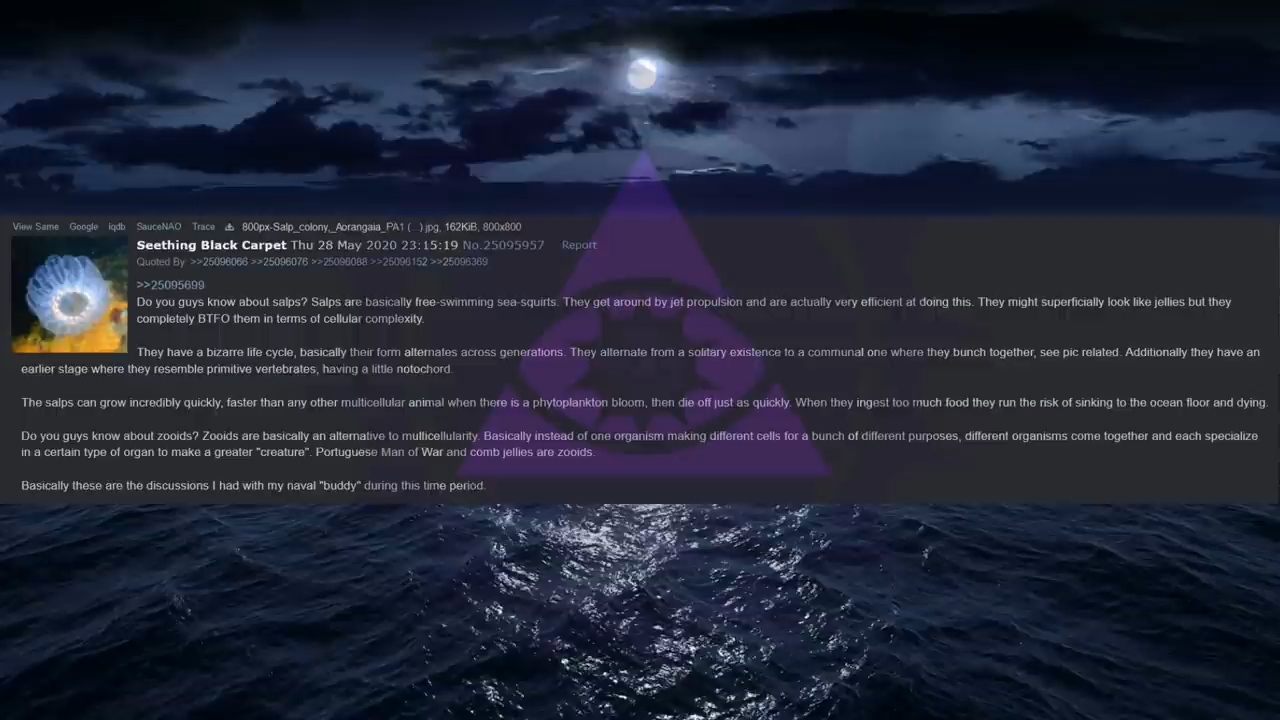 View Same Google iqdb SauceNAO Trace 800px-Salp_colony,_Aorangaia_PA1 (...).jpg, 162KiB, 800x800
Seething Black Carpet Thu 28 May 2020 23:15:19 No.25095957 Report
Quoted By >>25096066 >>25096076 >>25096088 >>25096152 >>25096369
>>25095699
Do you guys know about salps? Salps are basically free-swimming sea-squirts. They get around by jet propulsion and are actually very efficient at doing this. They might superficially look like jellies but they
completely BTFO them in terms of cellular complexity.
They have a bizarre life cycle, basically their form alternates across generations. They alternate from a solitary existence to a communal one where they bunch together, see pic related. Additionally they have an
earlier stage where they resemble primitive vertebrates, having a little notochord.
The salps can grow incredibly quickly, faster than any other multicellular animal when there is a phytoplankton bloom, then die off just as quickly. When they ingest too much food they run the risk of sinking to the ocean floor and dying.
Do you guys know about zooids? Zooids are basically an alternative to multicellularity. Basically instead of one organism making different cells for a bunch of different purposes, different organisms come together and each specialize
in a certain type of organ to make a greater "creature". Portuguese Man of War and comb jellies are zooids.
Basically these are the discussions I had with my naval "buddy" during this time period.